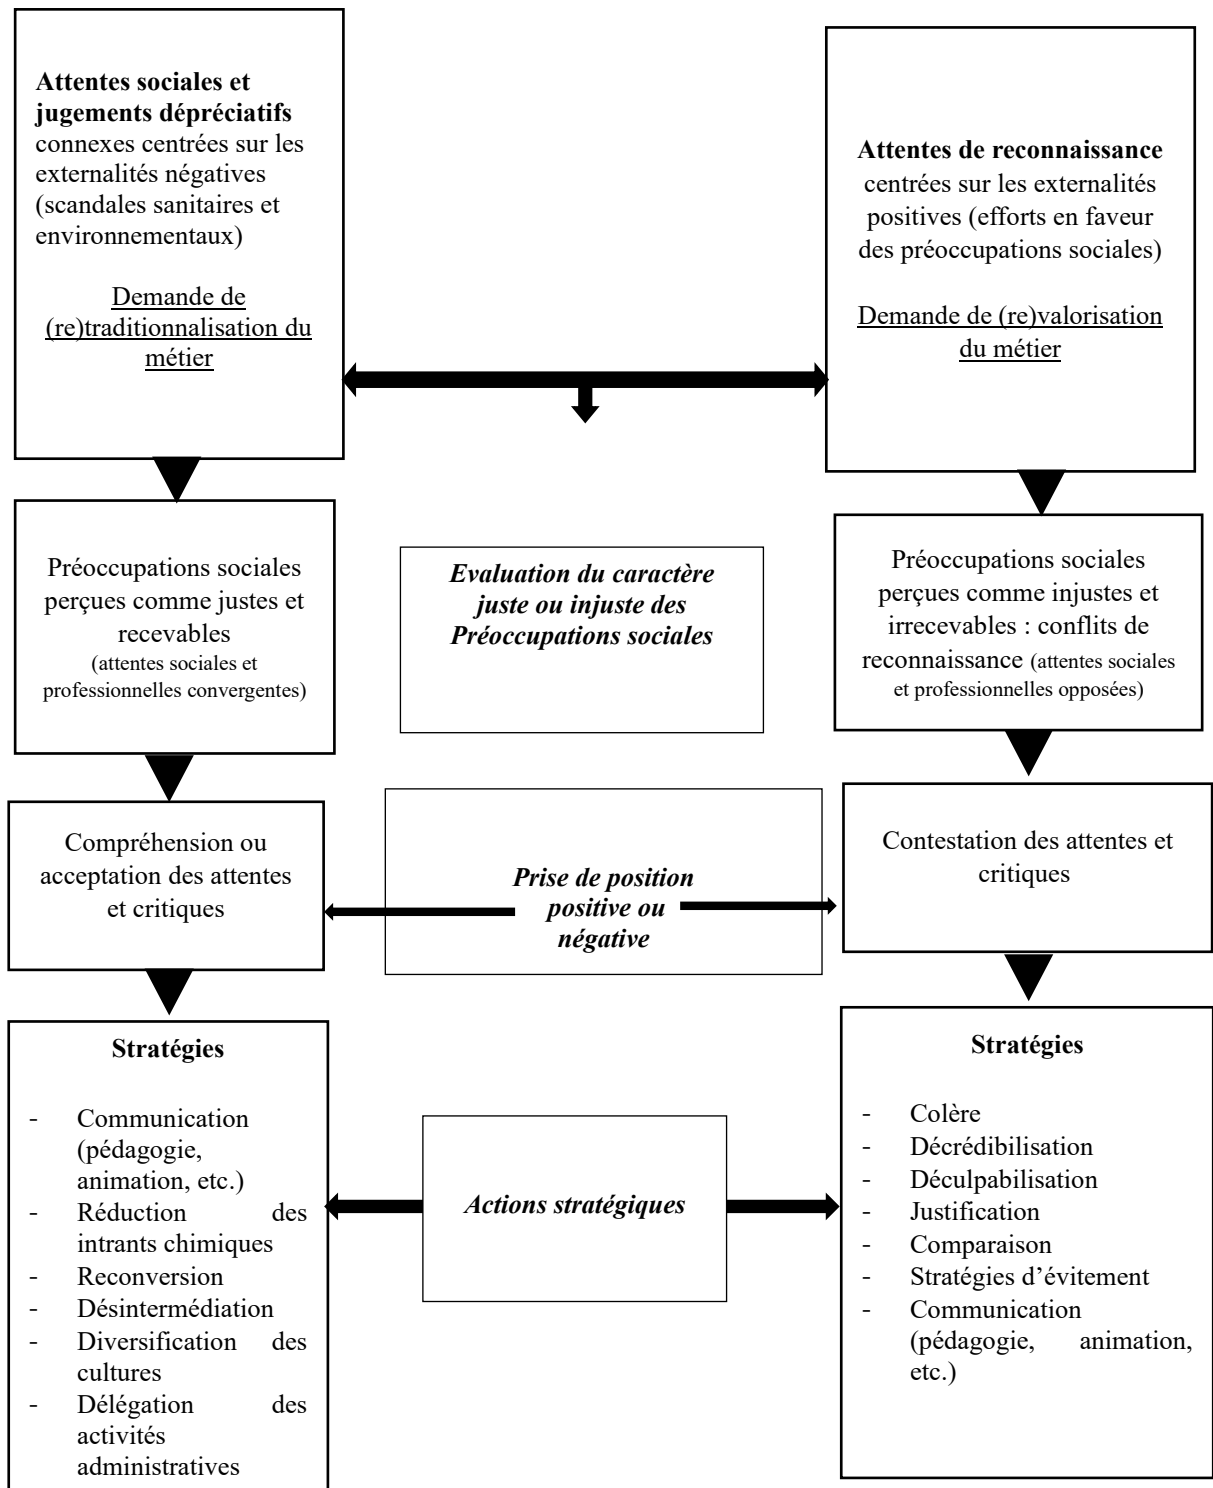 Attentes sociales et
jugements dépréciatifs
connexes centrées sur les
externalités négatives
(scandales sanitaires et
environnementaux)
Demande de
(re)traditionnalisation du
métier
Attentes de reconnaissance
centrées sur les externalités
positives (efforts en faveur
des préoccupations sociales)
Demande de (re)valorisation
du métier
Préoccupations sociales
perçues comme justes et
recevables
(attentes sociales et
professionnelles convergentes)
Evaluation du caractère
juste ou injuste des
Préoccupations sociales
Préoccupations sociales
perçues comme injustes et
irrecevables : conflits de
reconnaissance (attentes sociales
et professionnelles opposées)
Compréhension ou
acceptation des attentes
et critiques
Prise de position
positive ou
négative
Contestation des attentes et
critiques
Stratégies
- Communication
(pédagogie,
animation, etc.)
- Réduction des
intrants chimiques
- Reconversion
- Désintermédiation
- Diversification des
cultures
- Délégation des
activités
administratives
Actions stratégiques
Stratégies
- Colère
- Décrédibilisation
- Déculpabilisation
- Justification
- Comparaison
- Stratégies d’évitement
- Communication
(pédagogie, animation,
etc.)